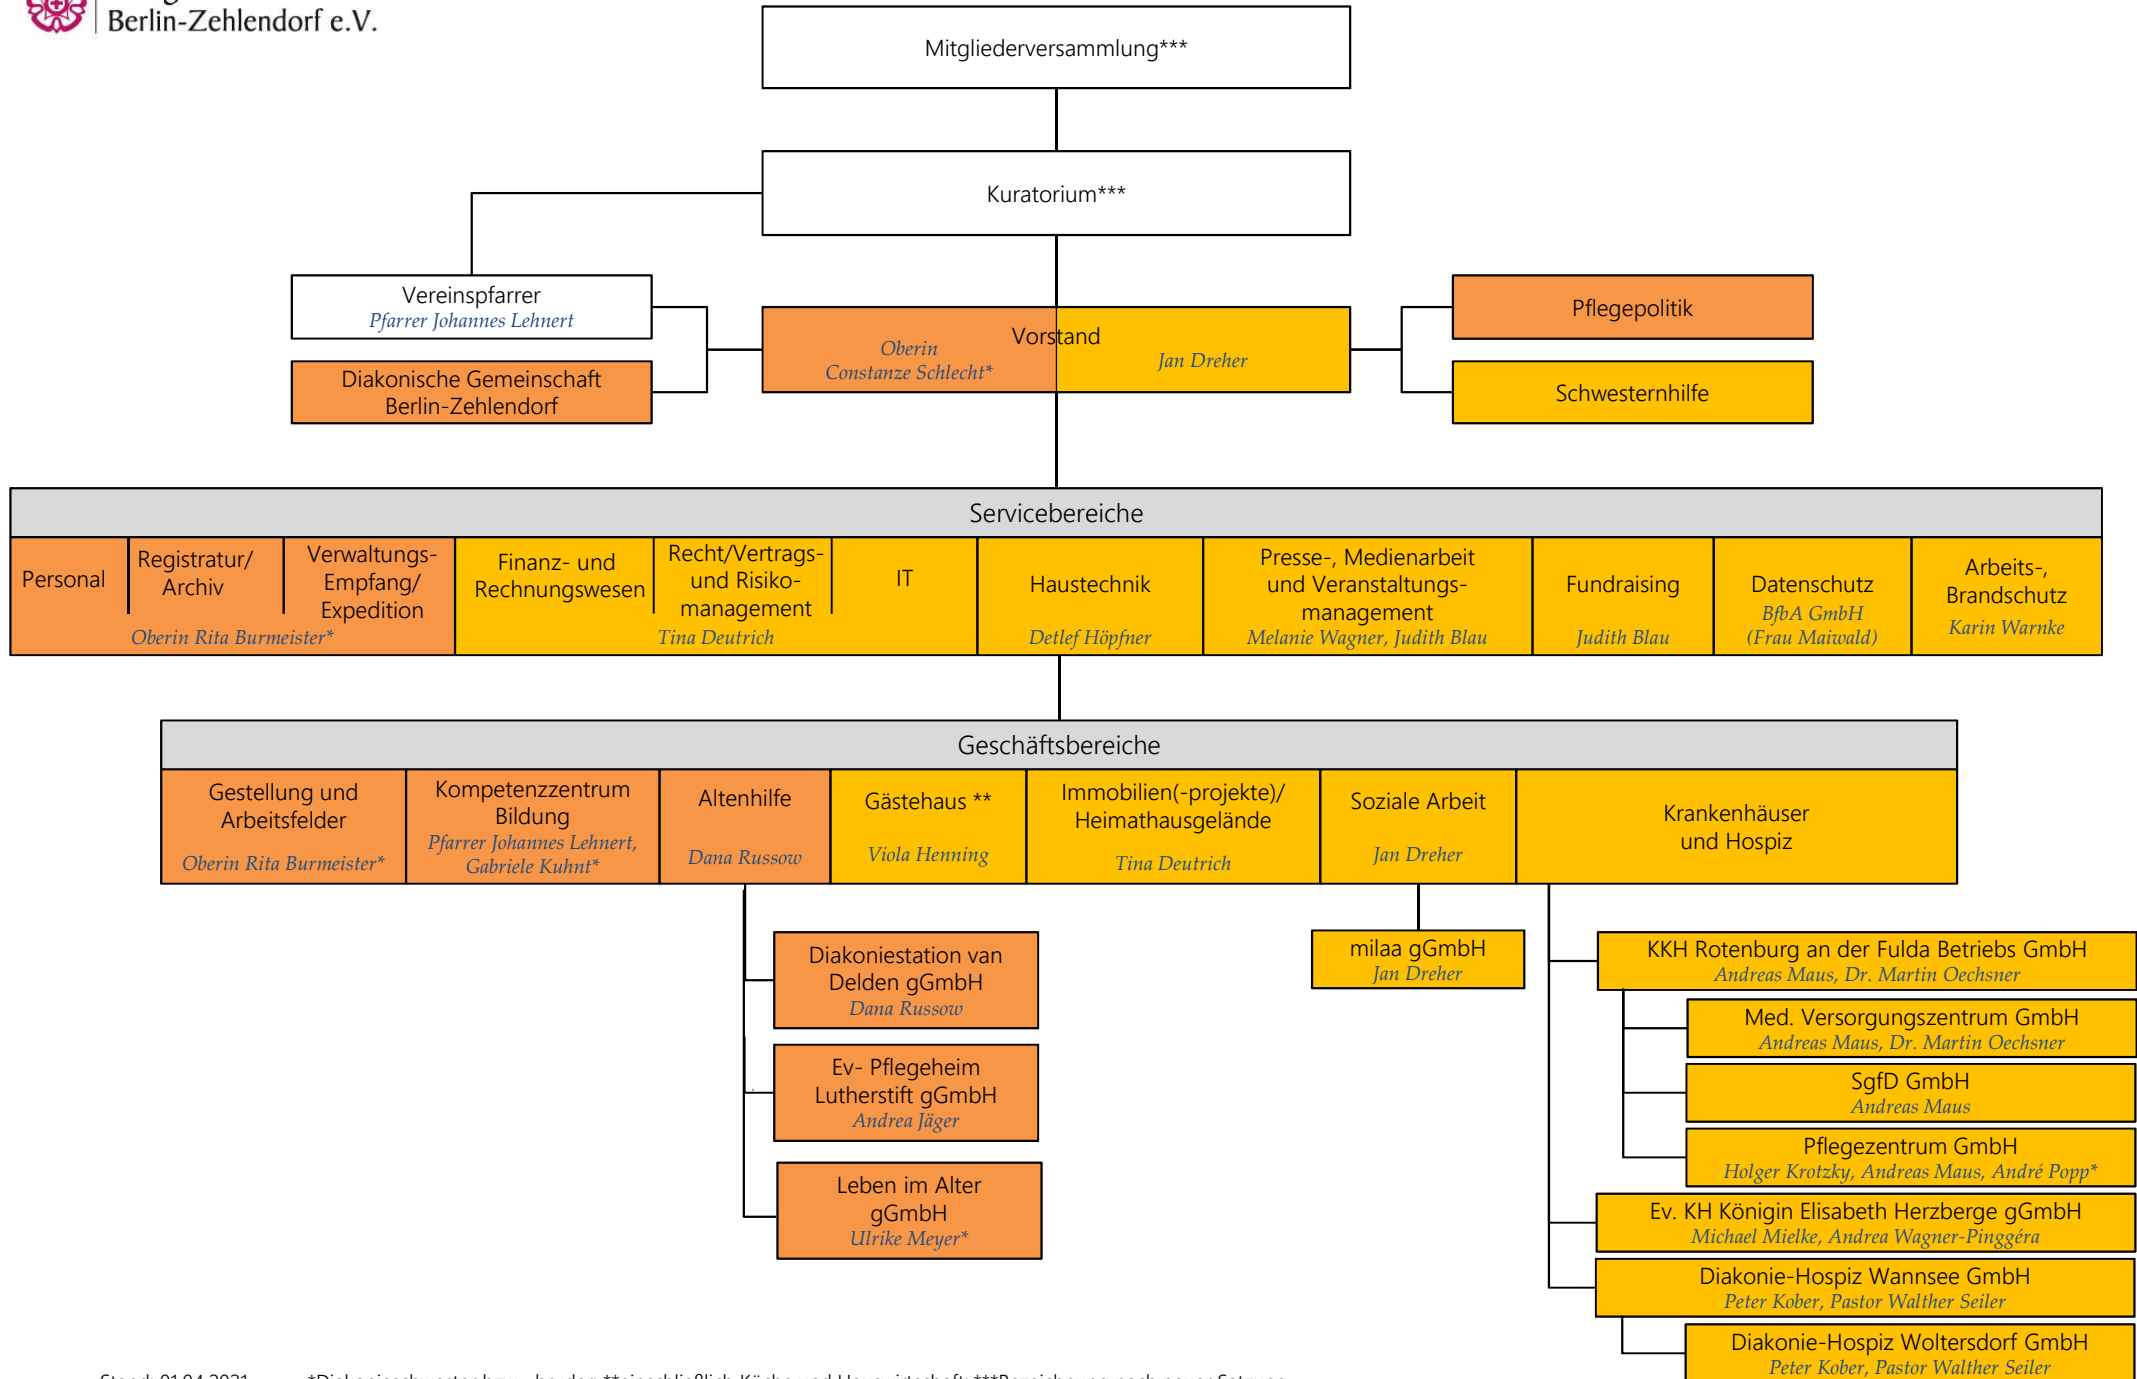 Berlin-Zehlendorf e.V.
Mitgliederversammlung***
Kuratorium***
Vereinspfarrer
Pfarrer Johannes Lehnert
Diakonische Gemeinschaft
Berlin-Zehlendorf
Vorstand
Oberin
Constanze Schlecht*
Jan Dreher
Pflegepolitik
Schwesternhilfe
Servicebereiche
Personal
Registratur/
Archiv
Verwaltungs-
Empfang/
Expedition
Oberin Rita Burmeister*
Finanz- und
Rechnungswesen
Recht/Vertrags-
und Risiko-
management
IT
Tina Deutrich
Haustechnik
Detlef Höpfner
Presse-, Medienarbeit
und Veranstaltungs-
management
Melanie Wagner, Judith Blau
Fundraising
Judith Blau
Datenschutz
BfbA GmbH
(Frau Maiwald)
Arbeits-,
Brandschutz
Karin Warnke
Geschäftsbereiche
Gestellung und
Arbeitsfelder
Oberin Rita Burmeister*
Kompetenzzentrum
Bildung
Pfarrer Johannes Lehnert,
Gabriele Kuhnt*
Altenhilfe
Dana Russow
Gästehaus **
Viola Henning
Immobilien(-projekte)/
Heimathausgelände
Tina Deutrich
Soziale Arbeit
Jan Dreher
Krankenhäuser
und Hospiz
Diakoniestation van
Delden gGmbH
Dana Russow
Ev- Pflegeheim
Lutherstift gGmbH
Andrea Jäger
Leben im Alter
gGmbH
Ulrike Meyer*
milaa gGmbH
Jan Dreher
KKH Rotenburg an der Fulda Betriebs GmbH
Andreas Maus, Dr. Martin Oechsner
Med. Versorgungszentrum GmbH
Andreas Maus, Dr. Martin Oechsner
SgfD GmbH
Andreas Maus
Pflegezentrum GmbH
Holger Krotzky, Andreas Maus, André Popp*
Ev. KH Königin Elisabeth Herzberge gGmbH
Michael Mielke, Andrea Wagner-Pinggéra
Diakonie-Hospiz Wannsee GmbH
Peter Kober, Pastor Walther Seiler
Diakonie-Hospiz Woltersdorf GmbH
Peter Kober, Pastor Walther Seiler